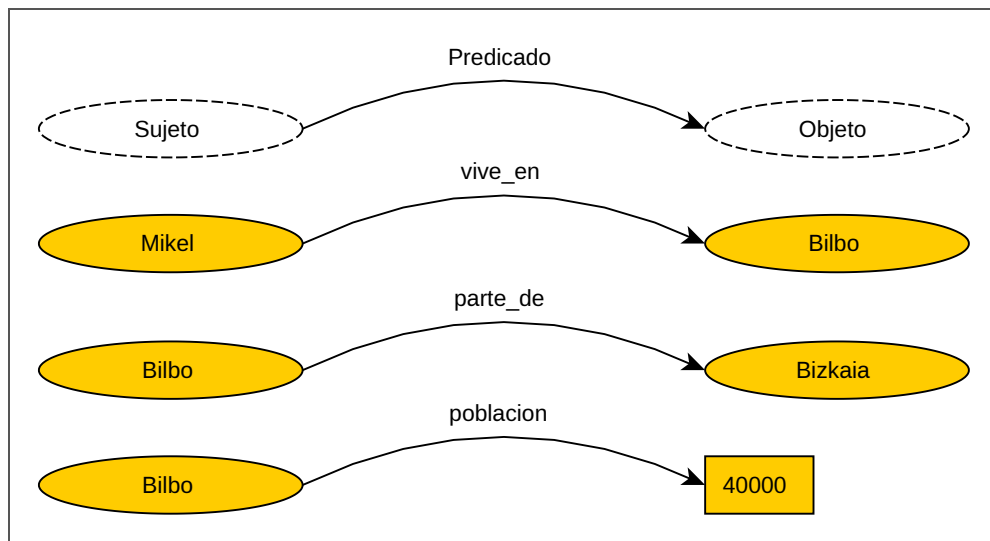 Predicado
Sujeto
Objeto
vive_en
Mikel
Bilbo
parte_de
Bilbo
Bizkaia
poblacion
Bilbo
40000